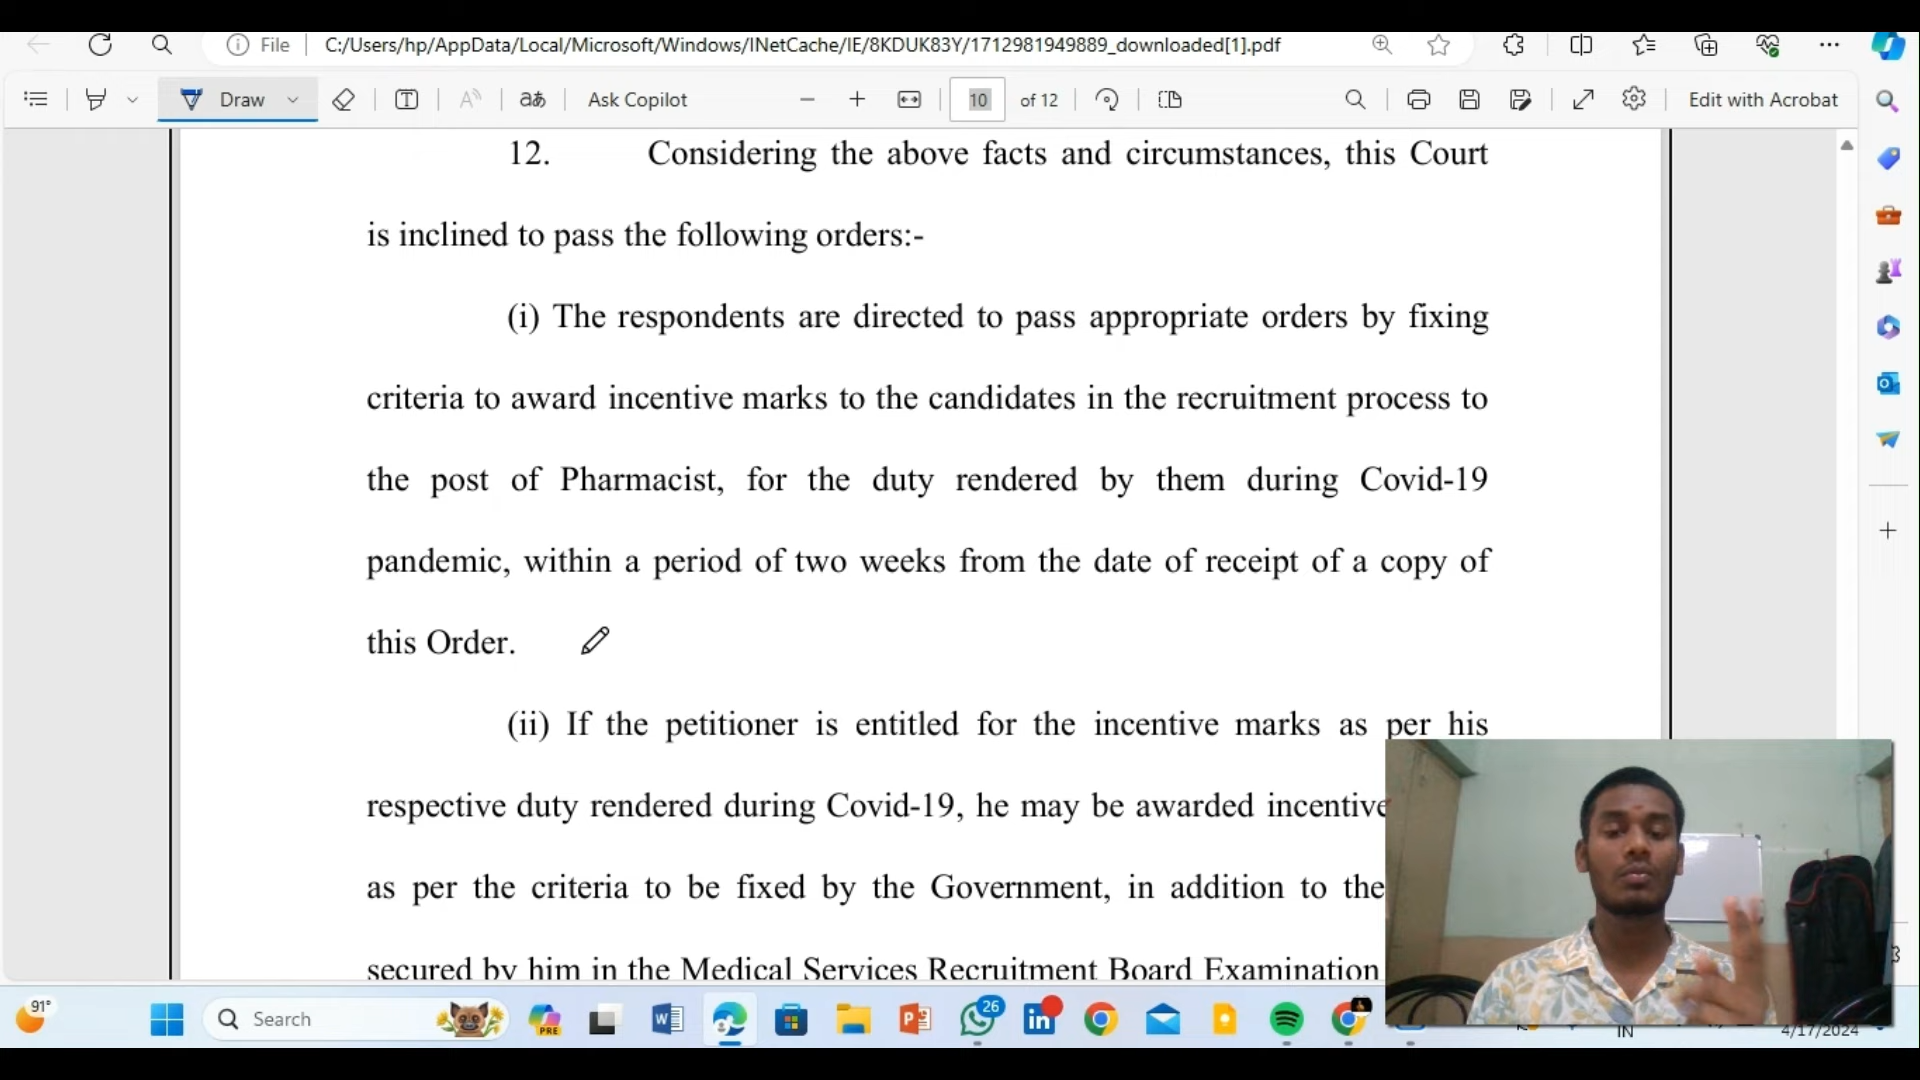 File
C:/Users/hp/AppData/Local/Microsoft/Windows/INetCache/IE/8KDUK83Y/1712981949889_downloaded[1].pdf
Draw
aあ
Ask Copilot
10 of 12
Edit with Acrobat
12. Considering the above facts and circumstances, this Court
is inclined to pass the following orders:-
(i) The respondents are directed to pass appropriate orders by fixing
criteria to award incentive marks to the candidates in the recruitment process to
the post of Pharmacist, for the duty rendered by them during Covid-19
pandemic, within a period of two weeks from the date of receipt of a copy of
this Order.
(ii) If the petitioner is entitled for the incentive marks as per his
respective duty rendered during Covid-19, he may be awarded incentive
as per the criteria to be fixed by the Government, in addition to the
secured by him in the Medical Services Recruitment Board Examination
91°
Search
PRE
26
IN
4/17/2024